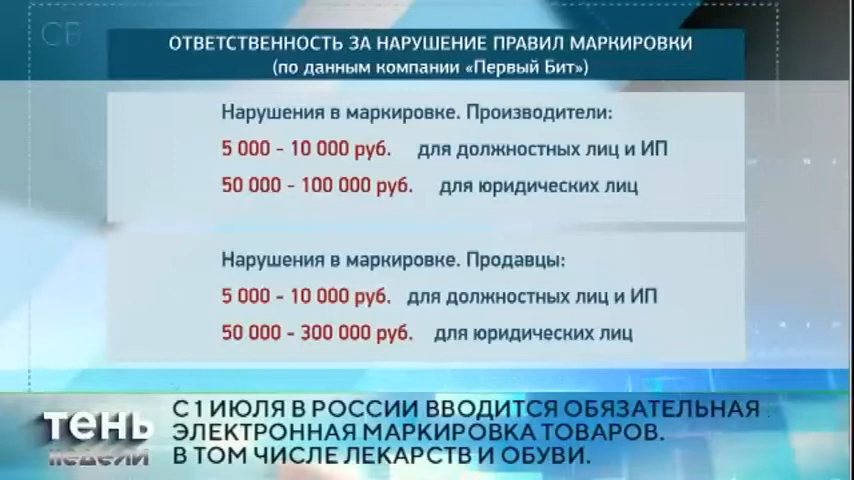 СВ
ОТВЕТСТВЕННОСТЬ ЗА НАРУШЕНИЕ ПРАВИЛ МАРКИРОВКИ
(по данным компании «Первый Бит»)
Нарушения в маркировке. Производители:
5 000 - 10 000 руб. для должностных лиц и ИП
50 000 - 100 000 руб. для юридических лиц
Нарушения в маркировке. Продавцы:
5 000 - 10 000 руб. для должностных лиц и ИП
50 000 - 300 000 руб. для юридических лиц
тень
недели
С 1 ИЮЛЯ В РОССИИ ВВОДИТСЯ ОБЯЗАТЕЛЬНАЯ
ЭЛЕКТРОННАЯ МАРКИРОВКА ТОВАРОВ.
В ТОМ ЧИСЛЕ ЛЕКАРСТВ И ОБУВИ.